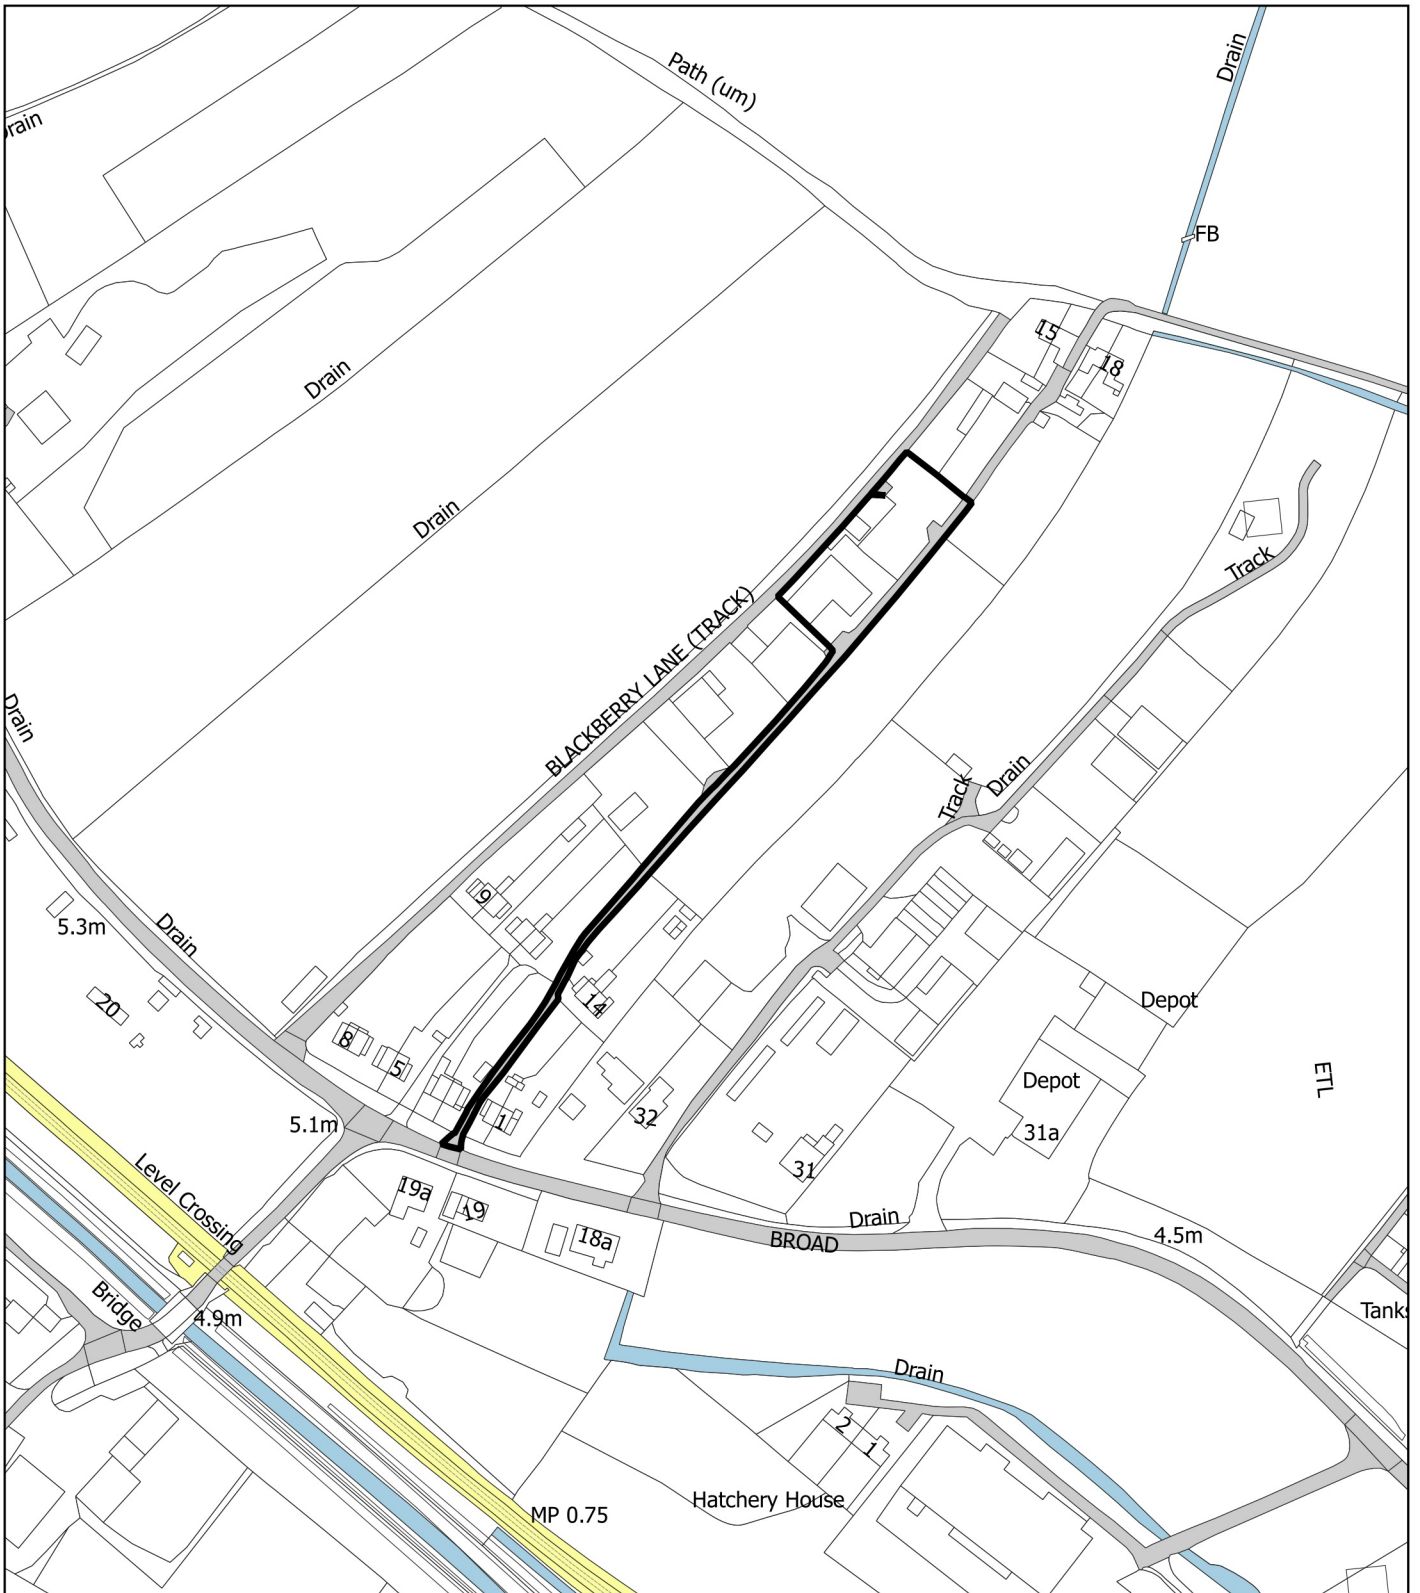 Path (um)
Drain
Drain
FB
15
18
Drain
Drain
Track
BLACKBERRY LANE (TRACK)
Drain
Track
Drain
9
5.3m
Drain
20
14
8
5
Depot
Depot
ETL
1
32
31a
5.1m
31
Level Crossing
19a
19
18a
Drain
BROAD
4.5m
Bridge
4.9m
Tanks
Drain
2
1
Hatchery House
MP 0.75